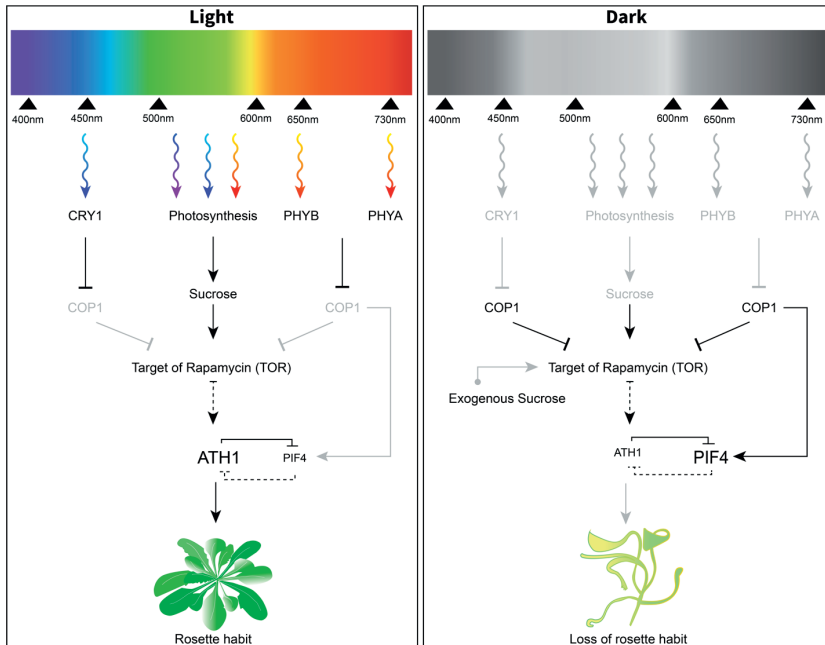 Light
400nm
450nm
500nm
600nm
650nm
730nm
CRY1
Photosynthesis
PHYB
PHYA
COP1
Sucrose
COP1
Target of Rapamycin (TOR)
ATH1
PIF4
Rosette habit
Dark
400nm
450nm
500nm
600nm
650nm
730nm
CRY1
Photosynthesis
PHYB
PHYA
COP1
Sucrose
COP1
Target of Rapamycin (TOR)
Exogenous Sucrose
ATH1
PIF4
Loss of rosette habit